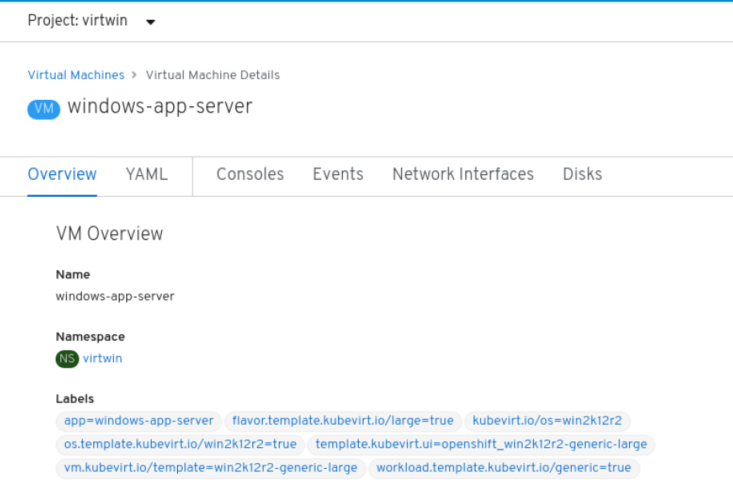 Project: virtwin
Virtual Machines > Virtual Machine Details
VM windows-app-server
Overview YAML Consoles Events Network Interfaces Disks
VM Overview
Name
windows-app-server
Namespace
NS virtwin
Labels
app=windows-app-server flavor.template.kubevirt.io/large=true kubevirt.io/os=win2k12r2
os.template.kubevirt.io/win2k12r2=true template.kubevirt.ui=openshift_win2k12r2-generic-large
vm.kubevirt.io/template=win2k12r2-generic-large workload.template.kubevirt.io/generic=true